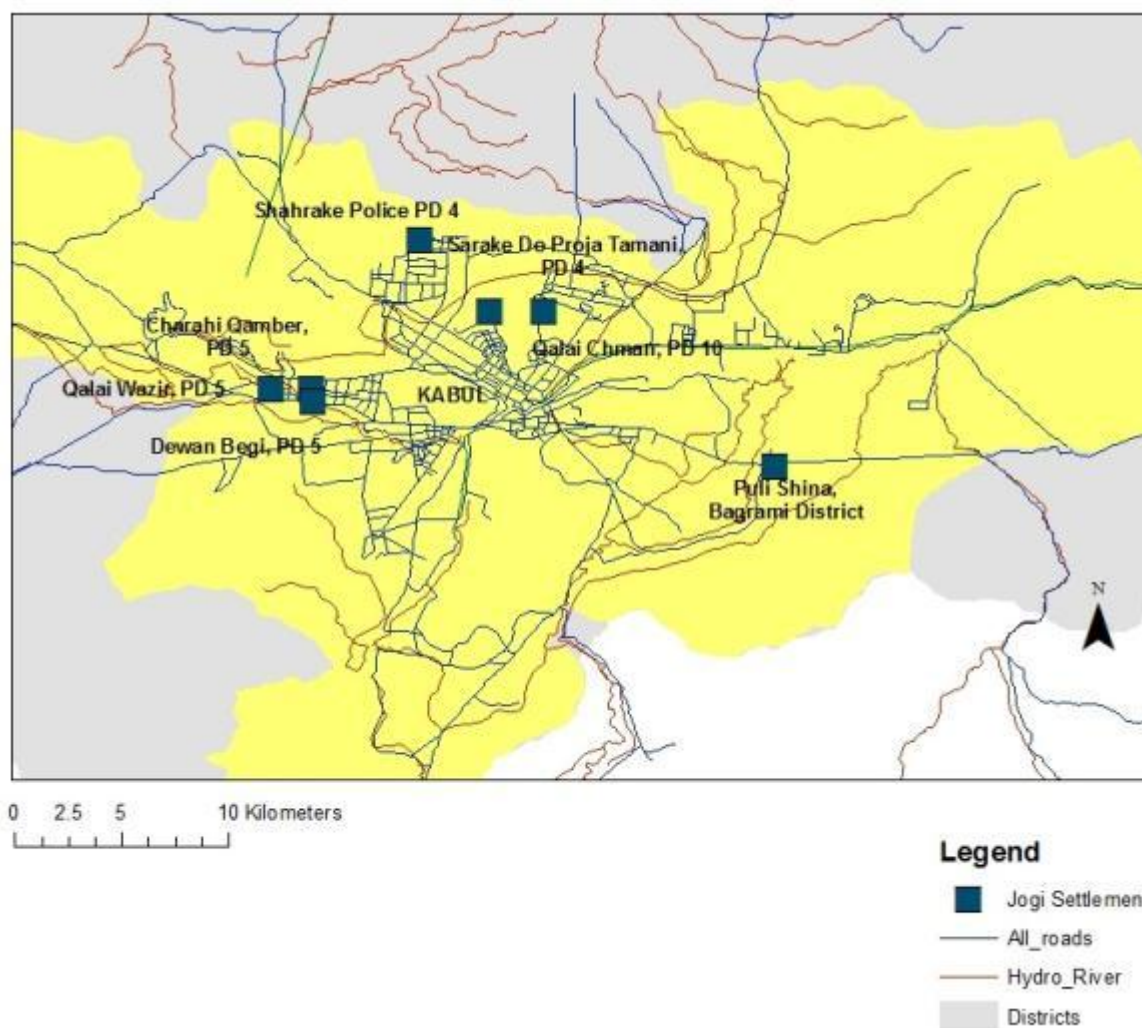 Shahrake Police PD 4
Sarake De Proja Tamani,
PD 4
Charahi Qamber,
PD 5
Qalai Chman, PD 10
Qalai Wazir, PD 5
KABUL
Dewan Begi, PD 5
Puli Shina,
Bagrami District
N
0 2.5 5 10 Kilometers
Legend
Jogi Settlemen
All_roads
Hydro_River
Districts